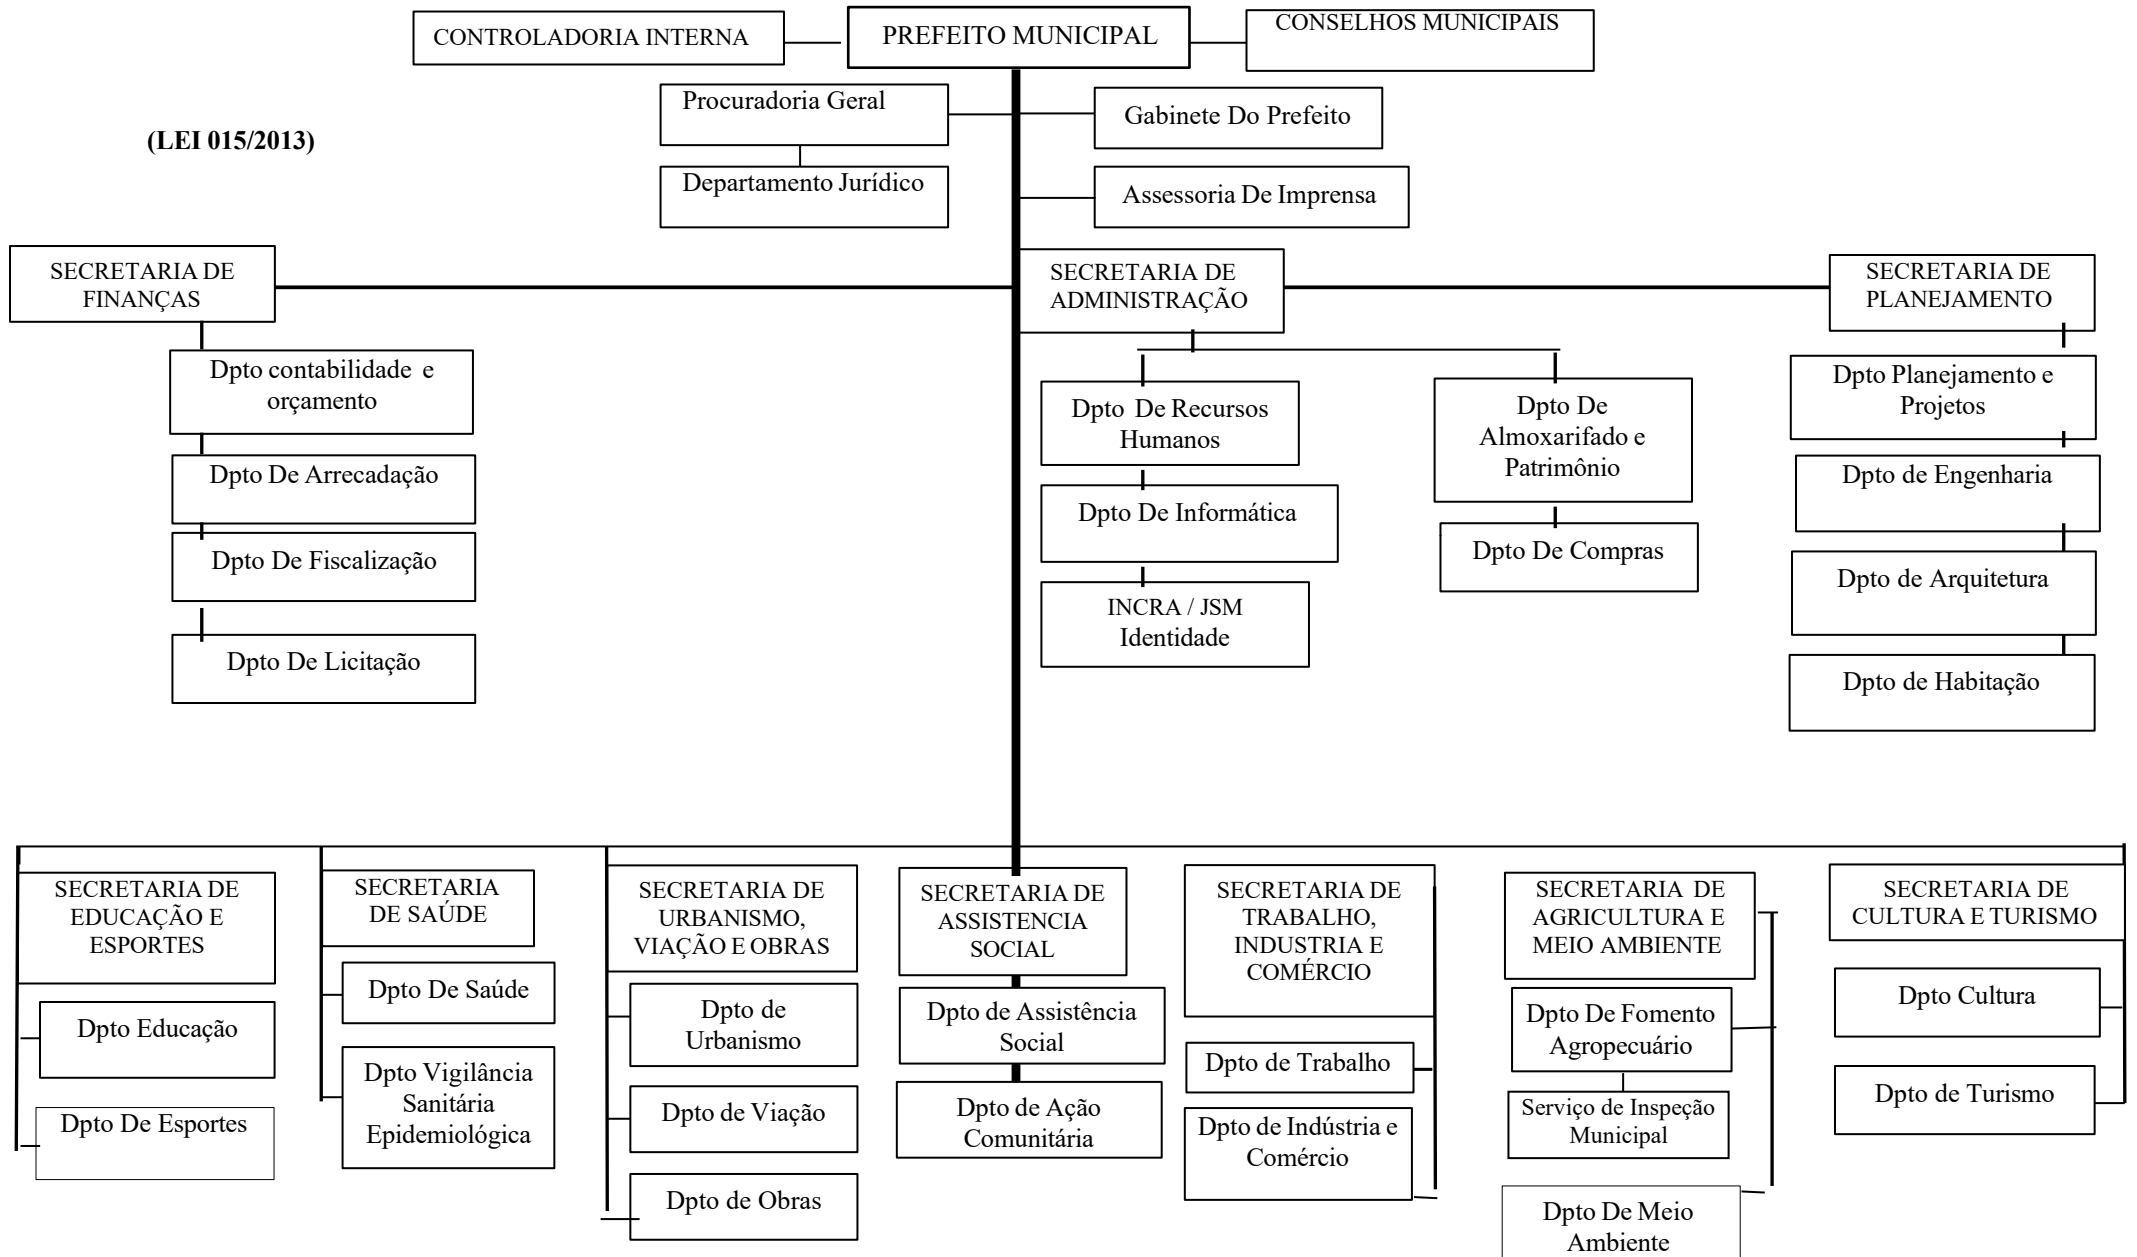 CONTROLADORIA INTERNA
PREFEITO MUNICIPAL
CONSELHOS MUNICIPAIS
Procuradoria Geral
Gabinete Do Prefeito
(LEI 015/2013)
Departamento Jurídico
Assessoria De Imprensa
SECRETARIA DE
FINANÇAS
SECRETARIA DE
ADMINISTRAÇÃO
SECRETARIA DE
PLANEJAMENTO
Dpto contabilidade e
orçamento
Dpto De Arrecadação
Dpto De Fiscalização
Dpto De Licitação
Dpto De Recursos
Humanos
Dpto De Informática
INCRA / JSM
Identidade
Dpto De
Almoxarifado e
Patrimônio
Dpto De Compras
Dpto Planejamento e
Projetos
Dpto de Engenharia
Dpto de Arquitetura
Dpto de Habitação
SECRETARIA DE
EDUCAÇÃO E
ESPORTES
Dpto Educação
Dpto De Esportes
SECRETARIA
DE SAÚDE
Dpto De Saúde
Dpto Vigilância
Sanitária
Epidemiológica
SECRETARIA DE
URBANISMO,
VIAÇÃO E OBRAS
Dpto de
Urbanismo
Dpto de Viação
Dpto de Obras
SECRETARIA DE
ASSISTENCIA
SOCIAL
Dpto de Assistência
Social
Dpto de Ação
Comunitária
SECRETARIA DE
TRABALHO,
INDUSTRIA E
COMÉRCIO
Dpto de Trabalho
Dpto de Indústria e
Comércio
SECRETARIA DE
AGRICULTURA E
MEIO AMBIENTE
Dpto De Fomento
Agropecuário
Serviço de Inspeção
Municipal
Dpto De Meio
Ambiente
SECRETARIA DE
CULTURA E TURISMO
Dpto Cultura
Dpto de Turismo